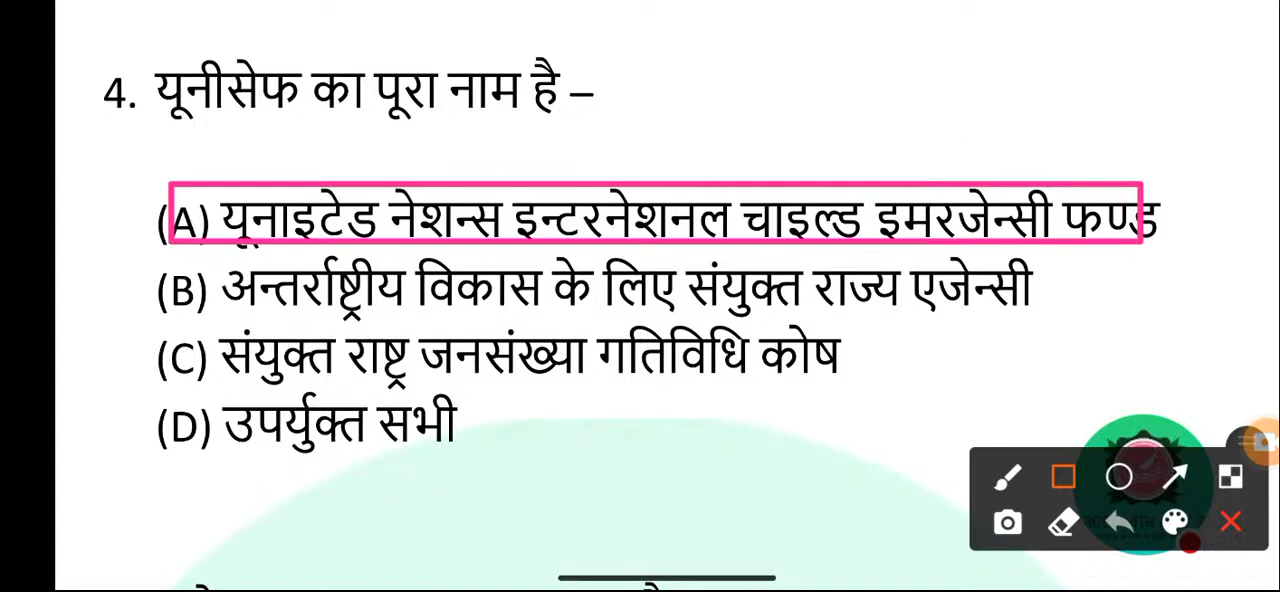 4. यूनीसेफ का पूरा नाम है –
(A) यूनाइटेड नेशन्स इन्टरनेशनल चाइल्ड इमरजेन्सी फण्ड
(B) अन्तर्राष्ट्रीय विकास के लिए संयुक्त राज्य एजेन्सी
(C) संयुक्त राष्ट्र जनसंख्या गतिविधि कोष
(D) उपर्युक्त सभी